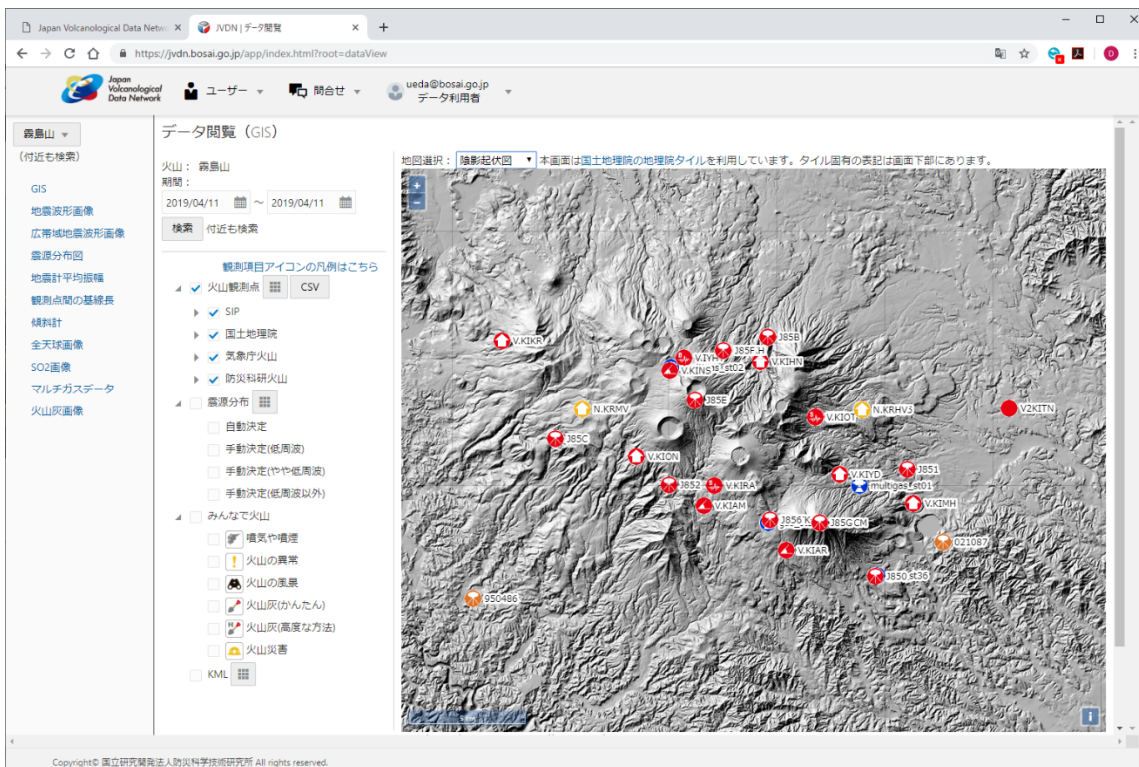 Japan Volcanological Data Netwo
JVDN | データ閲覧
https://jvdn.bosai.go.jp/app/index.html?root=dataView
D
Japan
Volcanological
Data Network
ユーザー
問合せ
ueda@bosai.go.jp
データ利用者
霧島山
(付近も検索)
GIS
地震波形画像
広帯域地震波形画像
震源分布図
地震計平均振幅
観測点間の基線長
傾斜計
全天球画像
SO2画像
マルチガスデータ
火山灰画像
データ閲覧（GIS）
火山： 霧島山
期間：
2019/04/11 ～ 2019/04/11
検索 付近も検索
観測項目アイコンの凡例はこちら
火山観測点 CSV
SIP
国土地理院
気象庁火山
防災科研火山
震源分布
自動決定
手動決定(低周波)
手動決定(やや低周波)
手動決定(低周波以外)
みんなで火山
噴気や噴煙
火山の異常
火山の風景
火山灰(かんたん)
火山灰(高度な方法)
火山災害
KML
地図選択： 陰影起伏図 本画面は国土地理院の地理院タイルを利用しています。タイル固有の表記は画面下部にあります。
J85B
V.KIKR
J85F.H
V.IYH
V.KIHN
V.KINS
s_st02
J85E
N.KRMV
V.KIOT
N.KRHV3
V2KITN
J85C
V.KION
V.KIYD
J851
J852
V.KIRA
multigas_st01
V.KIAM
V.KIMH
J856
K
J85G
CM
021087
V.KIAR
J850
st36
950486
Copyright© 国立研究開発法人防災科学技術研究所 All rights reserved.